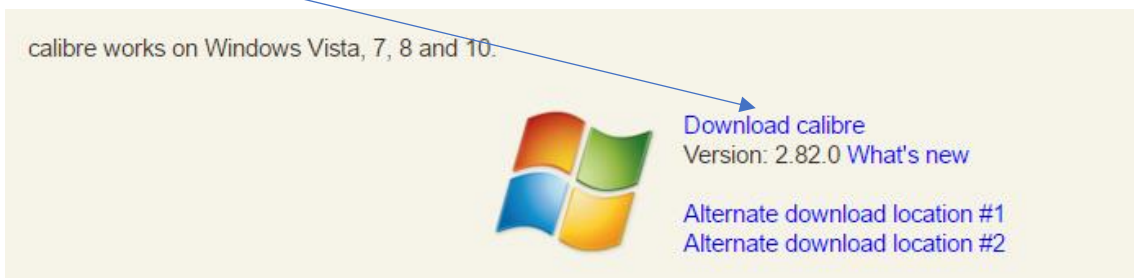 calibre works on Windows Vista, 7, 8 and 10.
Download calibre
Version: 2.82.0 What's new
Alternate download location #1
Alternate download location #2